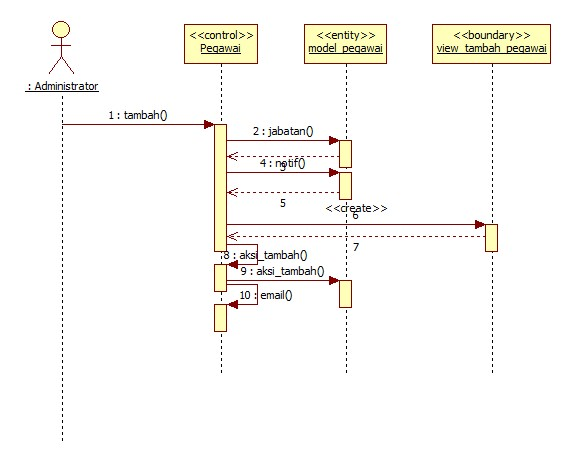 <<control>>
Pegawai
<<entity>>
model_pegawai
<<boundary>>
view_tambah_pegawai
: Administrator
1 : tambah()
2 : jabatan()
3
4 : notif()
5
<<create>>
6
7
8 : aksi_tambah()
9 : aksi_tambah()
10 : email()